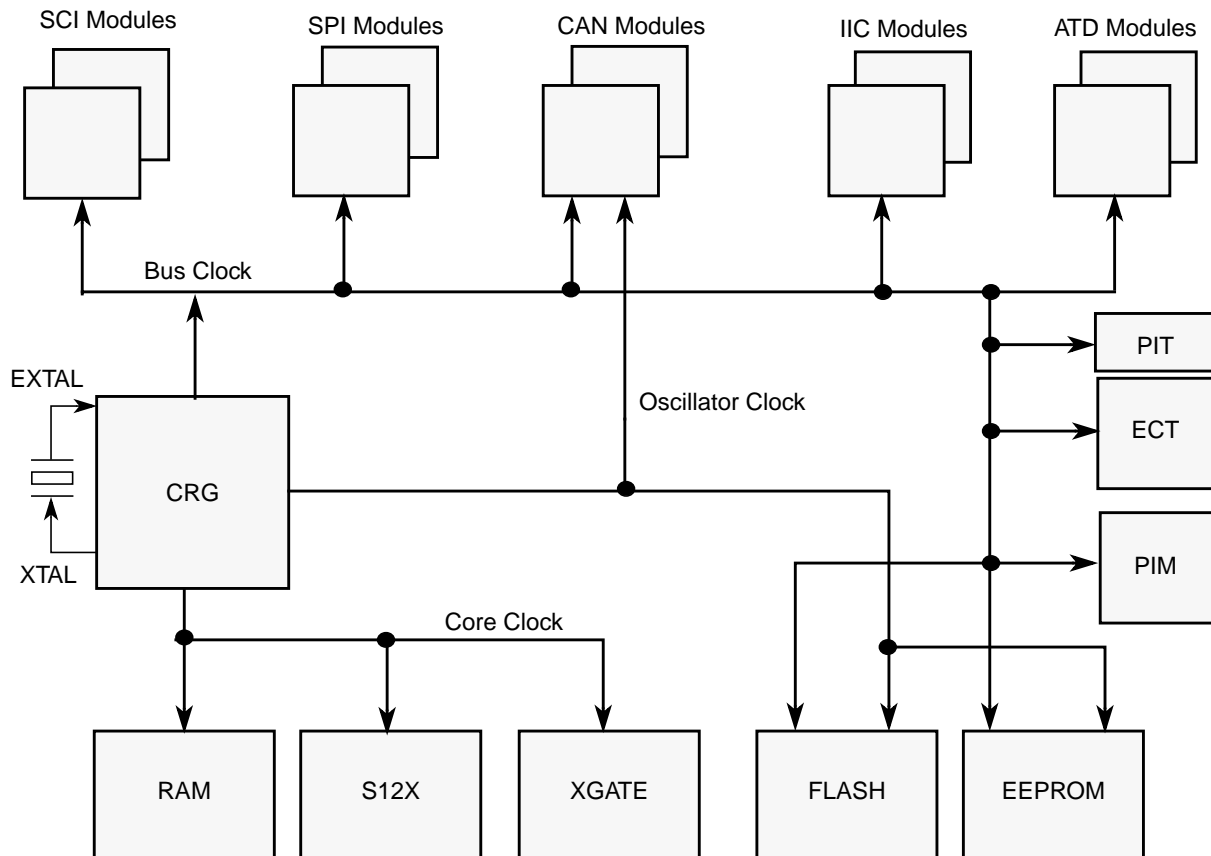 SCI Modules
SPI Modules
CAN Modules
IIC Modules
ATD Modules
Bus Clock
PIT
EXTAL
Oscillator Clock
ECT
CRG
PIM
XTAL
Core Clock
RAM
S12X
XGATE
FLASH
EEPROM